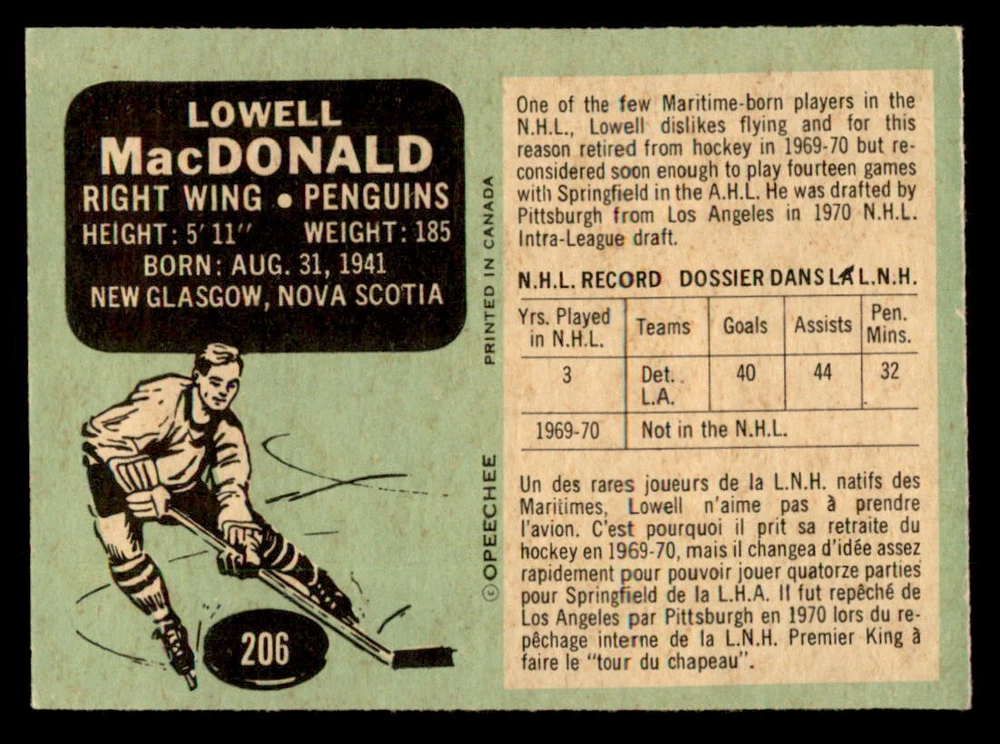 LOWELL
MacDONALD
RIGHT WING • PENGUINS
HEIGHT: 5' 11" WEIGHT: 185
BORN: AUG. 31, 1941
NEW GLASGOW, NOVA SCOTIA
206
PRINTED IN CANADA
© OPEECHEE
One of the few Maritime-born players in the
N.H.L., Lowell dislikes flying and for this
reason retired from hockey in 1969-70 but re-
considered soon enough to play fourteen games
with Springfield in the A.H.L. He was drafted by
Pittsburgh from Los Angeles in 1970 N.H.L.
Intra-League draft.
N.H.L. RECORD DOSSIER DANS LA L.N.H.
Yrs. Played in N.H.L. Teams Goals Assists Pen. Mins.
3 Det. L.A. 40 44 32
1969-70 Not in the N.H.L.
Un des rares joueurs de la L.N.H. natifs des
Maritimes, Lowell n'aime pas à prendre
l'avion. C'est pourquoi il prit sa retraite du
hockey en 1969-70, mais il changea d'idée assez
rapidement pour pouvoir jouer quatorze parties
pour Springfield de la L.H.A. Il fut repêché de
Los Angeles par Pittsburgh en 1970 lors du re-
pêchage interne de la L.N.H. Premier King à
faire le "tour du chapeau".